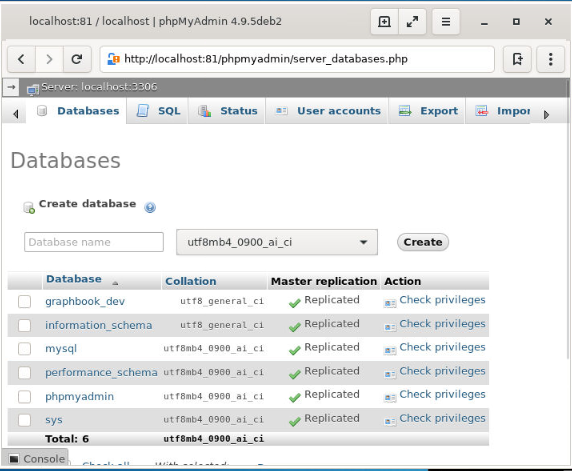 localhost:81 / localhost | phpMyAdmin 4.9.5deb2
http://localhost:81/phpmyadmin/server_databases.php
Server: localhost:3306
Databases SQL Status User accounts Export Impor
Databases
Create database
Database name utf8mb4_0900_ai_ci Create
Database Collation Master replication Action
graphbook_dev utf8_general_ci Replicated Check privileges
information_schema utf8_general_ci Replicated Check privileges
mysql utf8mb4_0900_ai_ci Replicated Check privileges
performance_schema utf8mb4_0900_ai_ci Replicated Check privileges
phpmyadmin utf8mb4_0900_ai_ci Replicated Check privileges
sys utf8mb4_0900_ai_ci Replicated Check privileges
Total: 6 utf8mb4_0900_ai_ci
Console Check all With selected: